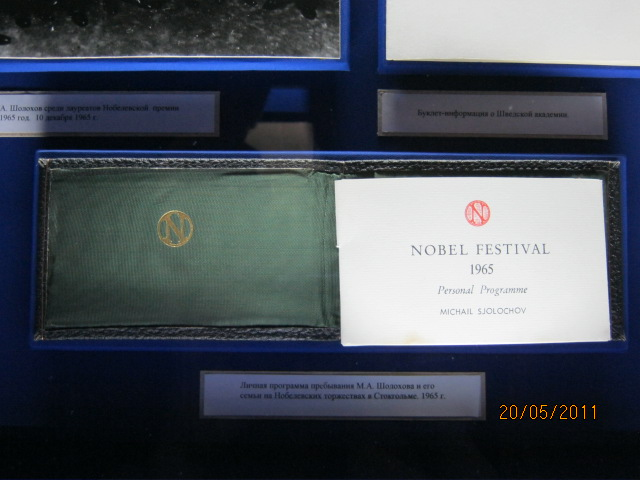 А. Шолохов среди лауреатов Нобелевской премии
1965 год. 10 декабря 1965 г.
Буклет-информация о Шведской академии.
N
N
NOBEL FESTIVAL
1965
Personal Programme
MICHAIL SJOLOCHOV
Личная программа пребывания М.А. Шолохова и его
семьи на Нобелевских торжествах в Стокгольме. 1965 г.
20/05/2011